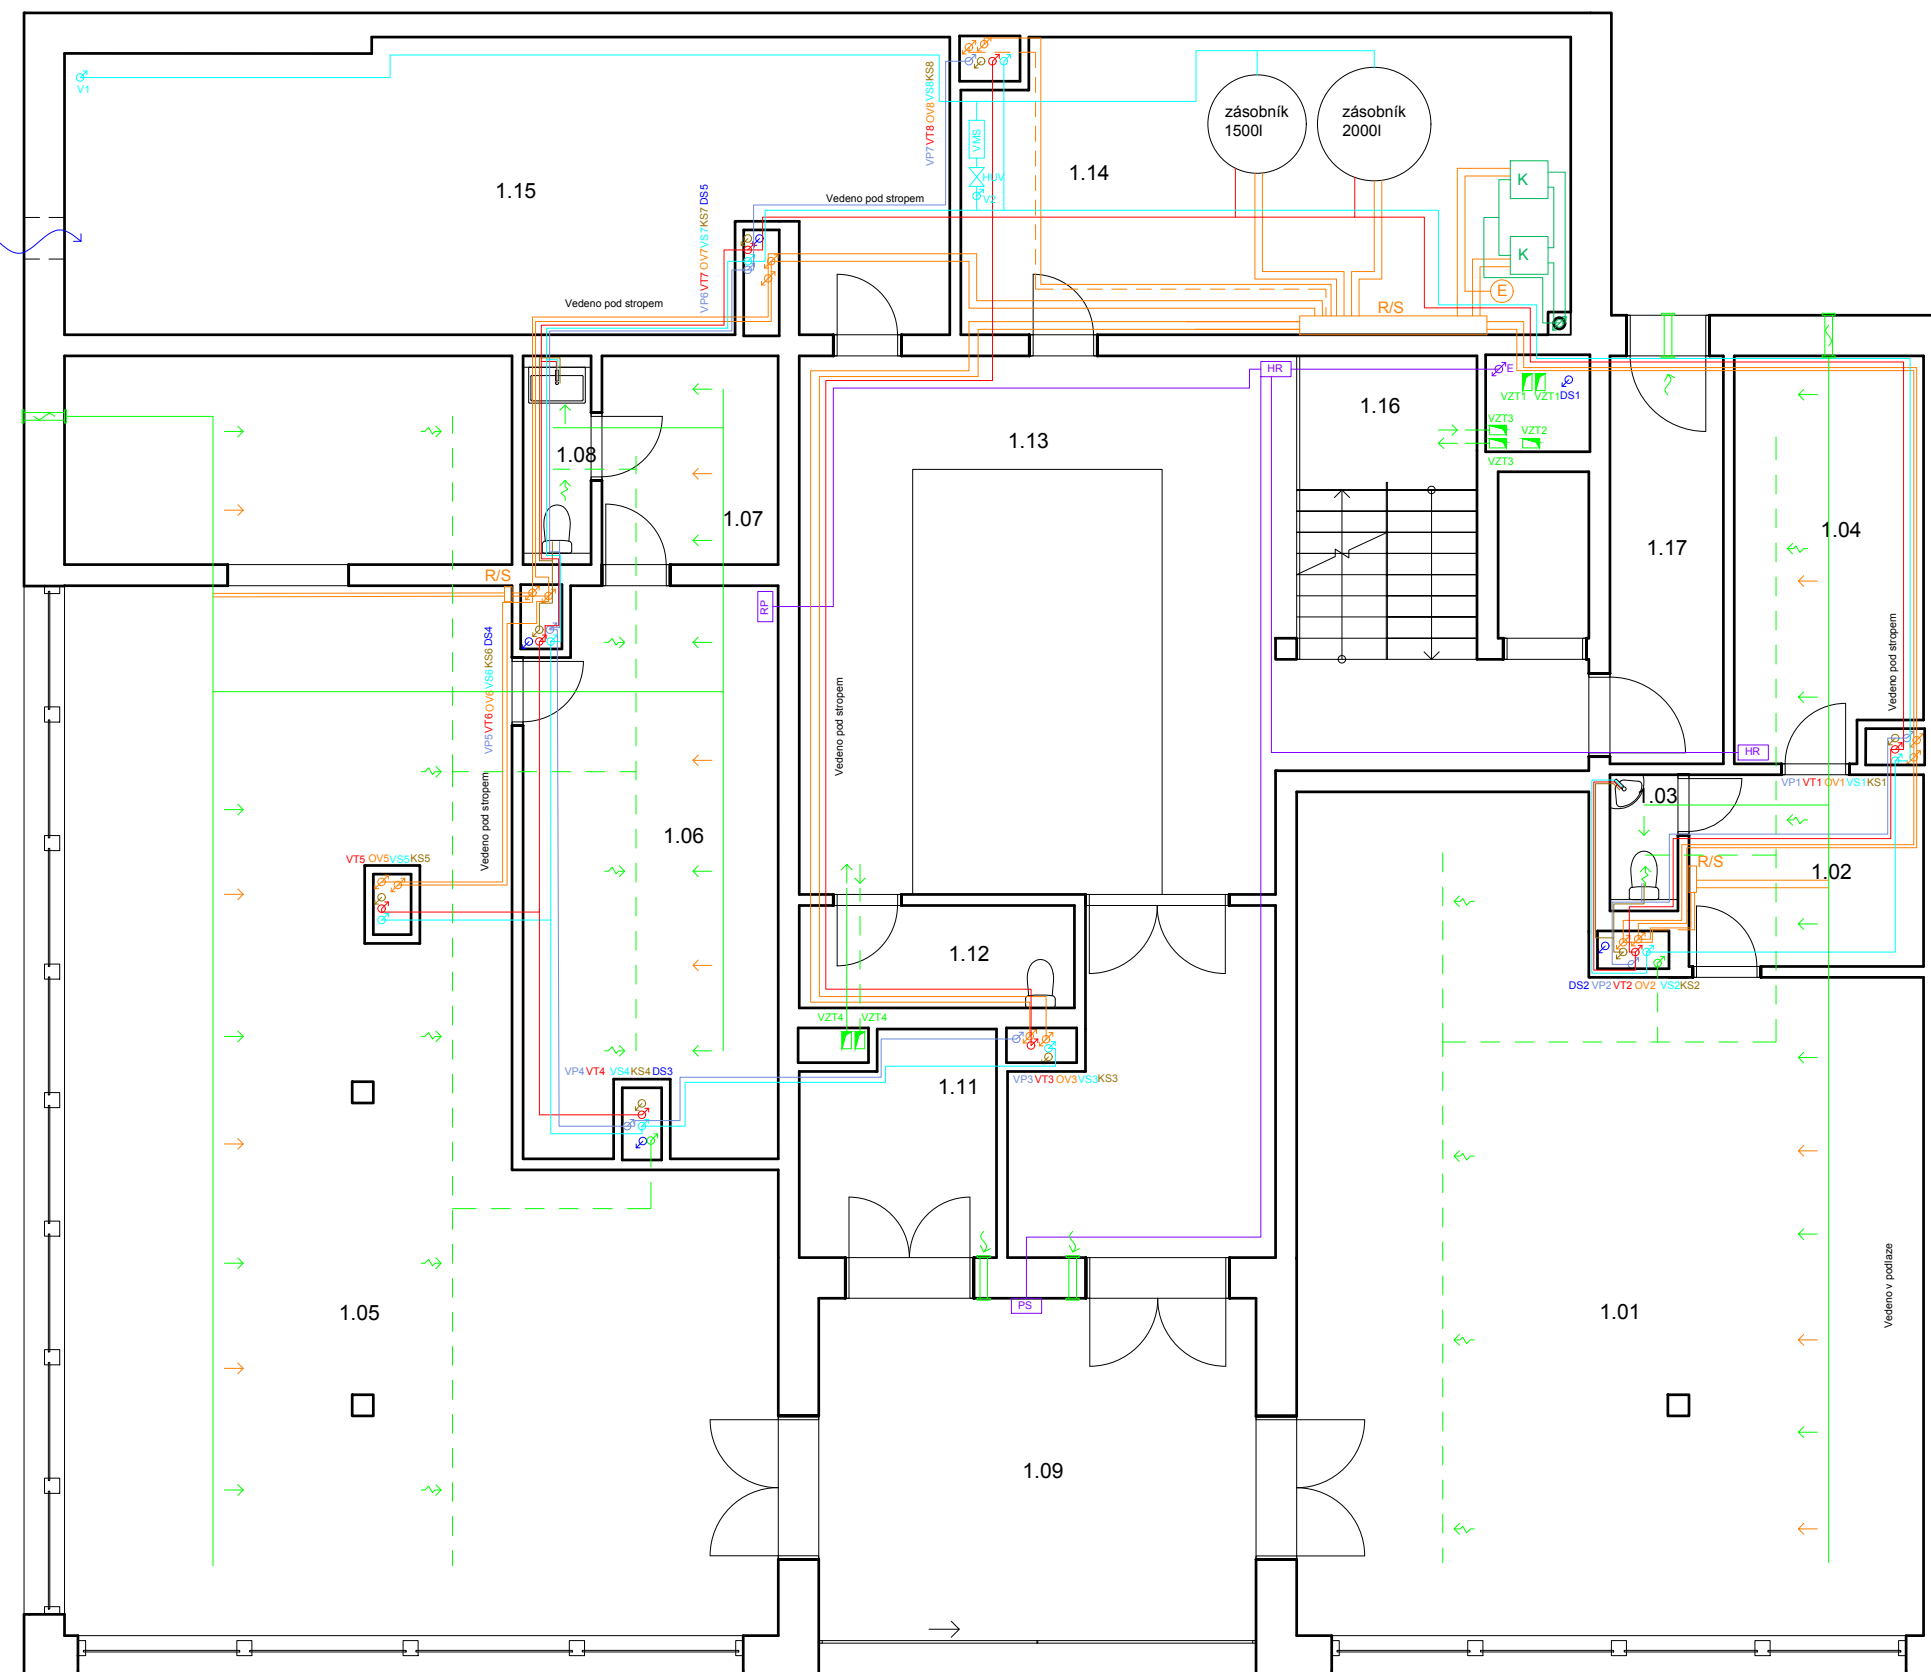 V1
VP7 VT8 OV8 VS8 KS8
zásobník
1500l
zásobník
2000l
VMS
HUV
1.14
K
K
E
R/S
1.15
Vedeno pod stropem
VP6 VT7 OV7 VS7 KS7 DS5
Vedeno pod stropem
HR
E
VZT1 VZT1 DS1
VZT3
VZT2
VZT3
1.16
1.13
1.08
1.07
1.17
1.04
R/S
RP
VP5 VT6 OV6 VS6 KS6 DS4
Vedeno pod stropem
Vedeno pod stropem
Vedeno pod stropem
HR
VP1 VT1 OV1 VS1 KS1
1.03
1.06
VT5 OV5 VS5 KS5
R/S
1.02
1.12
DS2 VP2 VT2 OV2 VS2 KS2
VZT4 VZT4
VP4 VT4 VS4 KS4 DS3
1.11
VP3 VT3 OV3 VS3 KS3
Vedeno v podlaze
PS
1.05
1.01
1.09